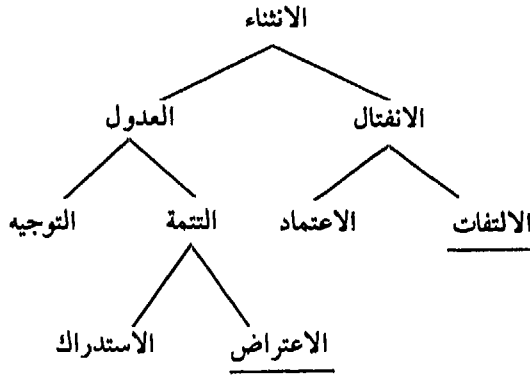 الانثناء
الانفتال العدول
الالتفات الاعتماد التتمة التوجيه
الاعتراض الاستدراك